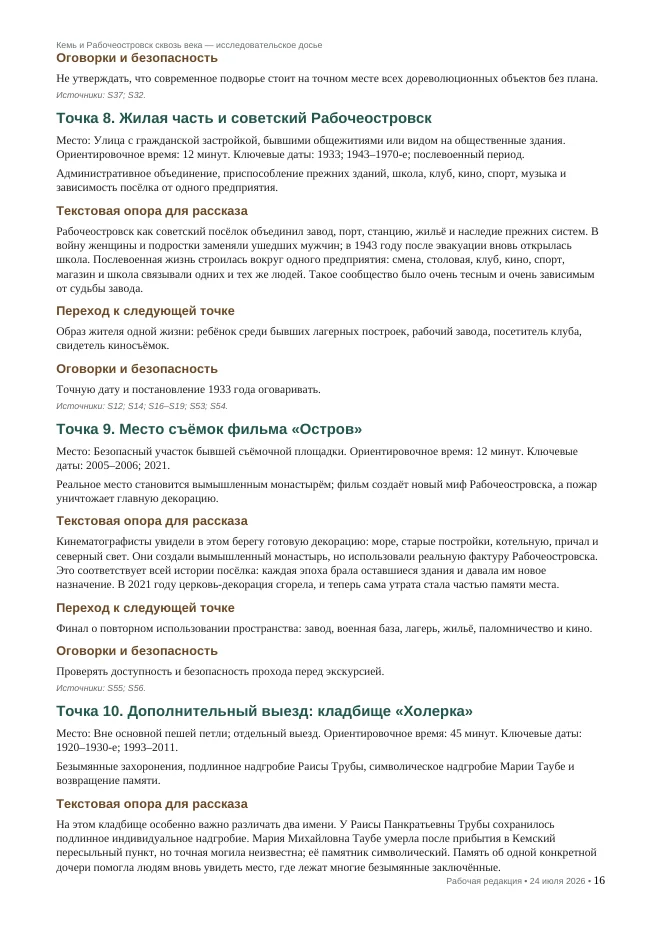 Кемь и Рабочеостровск сквозь века — исследовательское досье
Оговорки и безопасность
Не утверждать, что современное подворье стоит на точном месте всех дореволюционных объектов без плана.
Источники: S37; S32.
Точка 8. Жилая часть и советский Рабочеостровск
Место: Улица с гражданской застройкой, бывшими общежитиями или видом на общественные здания.
Ориентировочное время: 12 минут. Ключевые даты: 1933; 1943–1970-е; послевоенный период.
Административное объединение, приспособление прежних зданий, школа, клуб, кино, спорт, музыка и
зависимость посёлка от одного предприятия.
Текстовая опора для рассказа
Рабочеостровск как советский посёлок объединил завод, порт, станцию, жильё и наследие прежних систем. В
войну женщины и подростки заменяли ушедших мужчин; в 1943 году после эвакуации вновь открылась
школа. Послевоенная жизнь строилась вокруг одного предприятия: смена, столовая, клуб, кино, спорт,
магазин и школа связывали одних и тех же людей. Такое сообщество было очень тесным и очень зависимым
от судьбы завода.
Переход к следующей точке
Образ жителя одной жизни: ребёнок среди бывших лагерных построек, рабочий завода, посетитель клуба,
свидетель киносъёмок.
Оговорки и безопасность
Точную дату и постановление 1933 года оговаривать.
Источники: S12; S14; S16–S19; S53; S54.
Точка 9. Место съёмок фильма «Остров»
Место: Безопасный участок бывшей съёмочной площадки. Ориентировочное время: 12 минут. Ключевые
даты: 2005–2006; 2021.
Реальное место становится вымышленным монастырём; фильм создаёт новый миф Рабочеостровска, а пожар
уничтожает главную декорацию.
Текстовая опора для рассказа
Кинематографисты увидели в этом берегу готовую декорацию: море, старые постройки, котельную, причал и
северный свет. Они создали вымышленный монастырь, но использовали реальную фактуру Рабочеостровска.
Это соответствует всей истории посёлка: каждая эпоха брала оставшиеся здания и давала им новое
назначение. В 2021 году церковь-декорация сгорела, и теперь сама утрата стала частью памяти места.
Переход к следующей точке
Финал о повторном использовании пространства: завод, военная база, лагерь, жильё, паломничество и кино.
Оговорки и безопасность
Проверять доступность и безопасность прохода перед экскурсией.
Источники: S55; S56.
Точка 10. Дополнительный выезд: кладбище «Холерка»
Место: Вне основной пешей петли; отдельный выезд. Ориентировочное время: 45 минут. Ключевые даты:
1920–1930-е; 1993–2011.
Безымянные захоронения, подлинное надгробие Раисы Трубы, символическое надгробие Марии Таубе и
возвращение памяти.
Текстовая опора для рассказа
На этом кладбище особенно важно различать два имени. У Раисы Панкратьевны Трубы сохранилось
подлинное индивидуальное надгробие. Мария Михайловна Таубе умерла после прибытия в Кемский
пересыльный пункт, но точная могила неизвестна; её памятник символический. Память об одной конкретной
дочери помогла людям вновь увидеть место, где лежат многие безымянные заключённые.
Рабочая редакция • 24 июля 2026 • 16